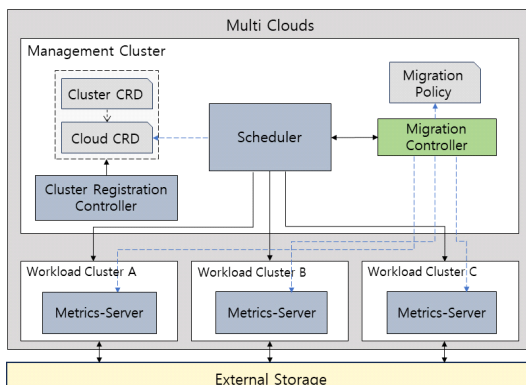 Multi Clouds
Management Cluster
Cluster CRD
Cloud CRD
Cluster Registration
Controller
Scheduler
Migration
Policy
Migration
Controller
Workload Cluster A
Metrics-Server
Workload Cluster B
Metrics-Server
Workload Cluster C
Metrics-Server
External Storage